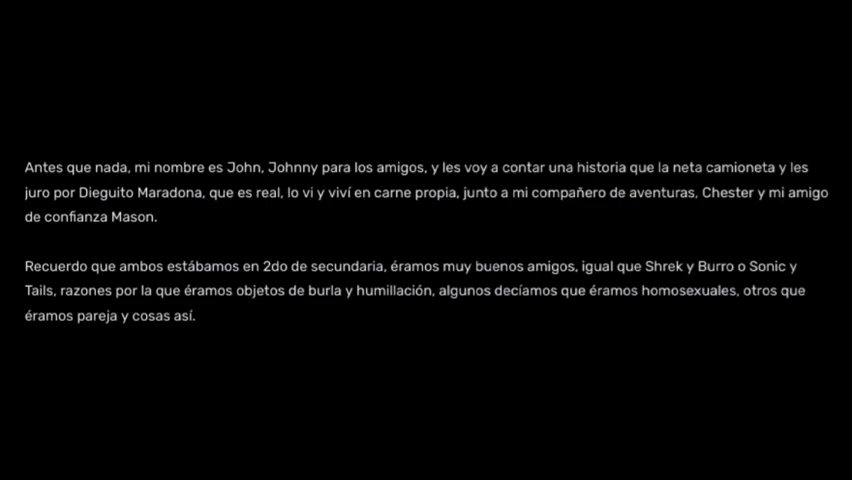 Antes que nada, mi nombre es John, Johnny para los amigos, y les voy a contar una historia que la neta camioneta y les
juro por Dieguito Maradona, que es real, lo vi y viví en carne propia, junto a mi compañero de aventuras, Chester y mi amigo
de confianza Mason.
Recuerdo que ambos estábamos en 2do de secundaria, éramos muy buenos amigos, igual que Shrek y Burro o Sonic y
Tails, razones por la que éramos objetos de burla y humillación, algunos decíamos que éramos homosexuales, otros que
éramos pareja y cosas así.